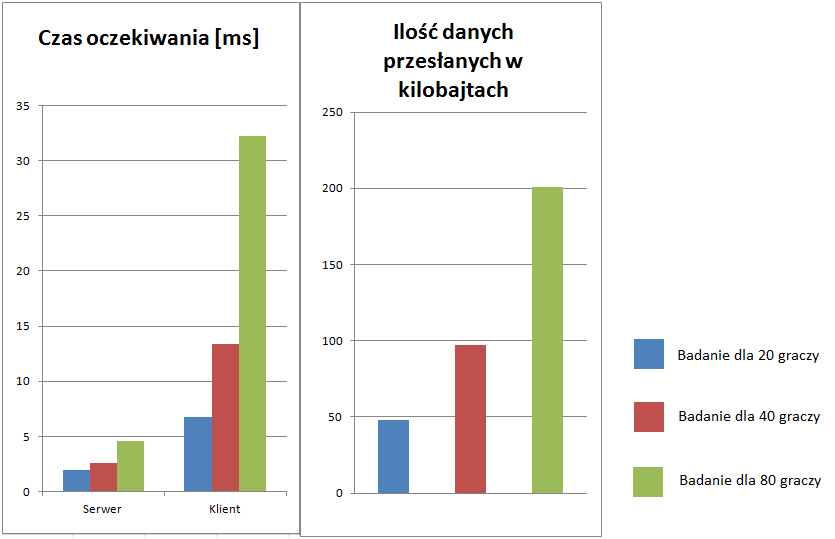 Czas oczekiwania [ms]
35
30
25
20
15
10
5
0
Serwer
Klient
Ilość danych
przesłanych w
kilobajtach
250
200
150
100
50
0
Badanie dla 20 graczy
Badanie dla 40 graczy
Badanie dla 80 graczy